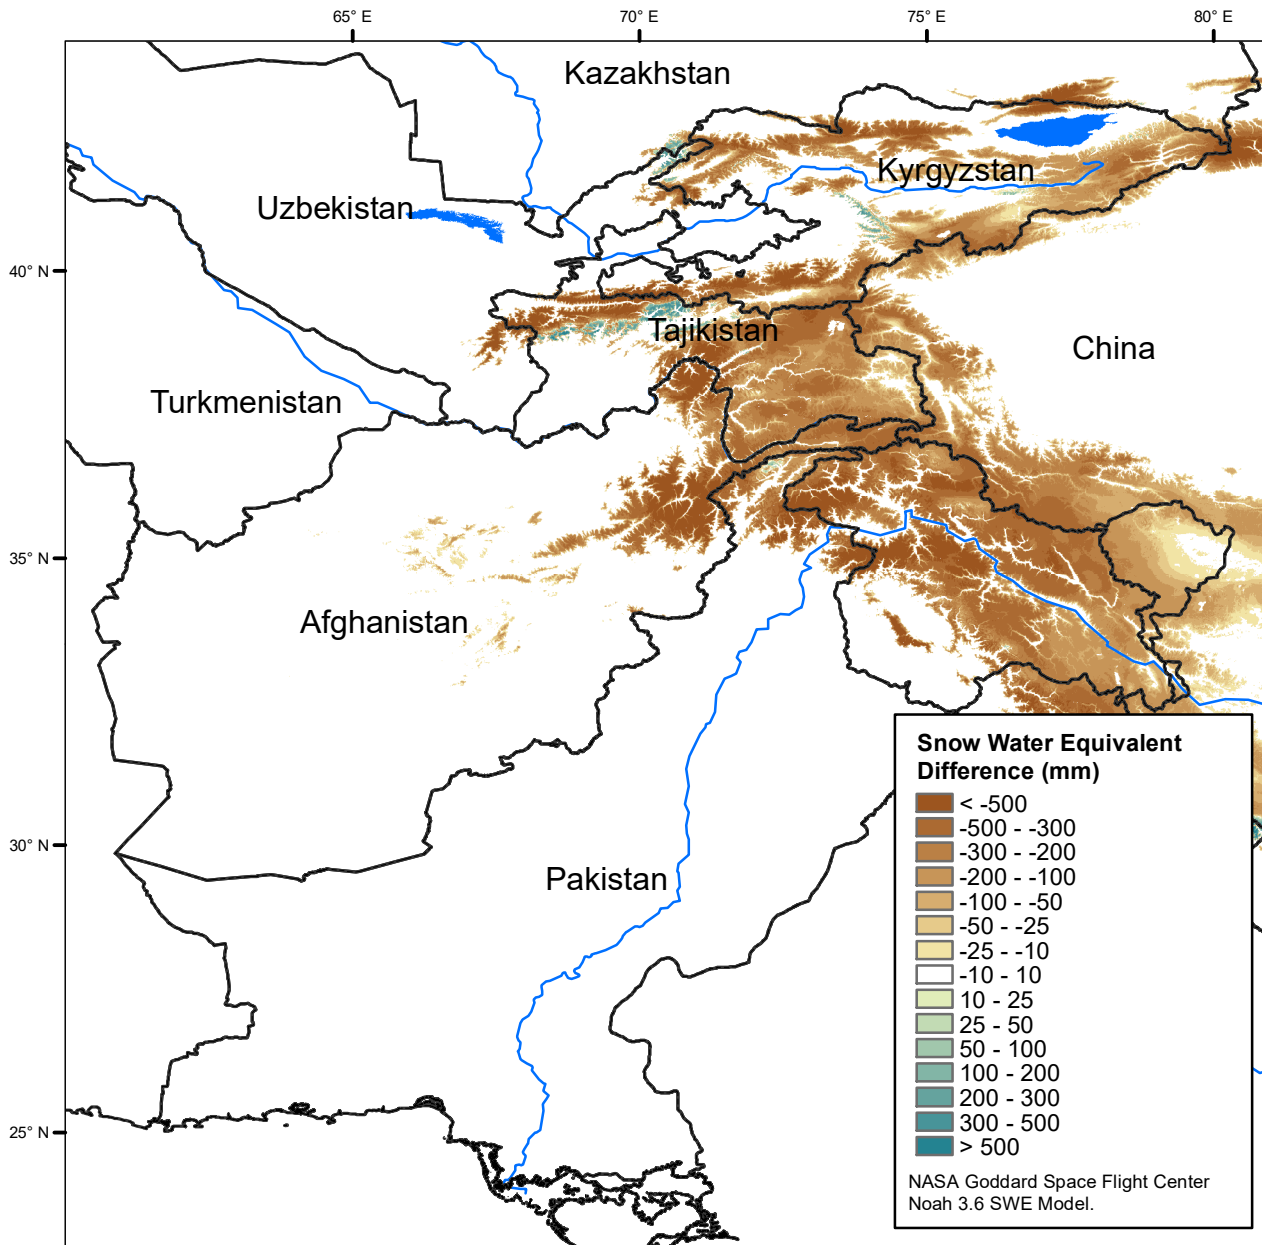 65° E
70° E
75° E
80° E
Kazakhstan
Kyrgyzstan
Uzbekistan
40° N
Tajikistan
China
Turkmenistan
35° N
Afghanistan
30° N
Pakistan
25° N
Snow Water Equivalent
Difference (mm)
< -500
-500 - -300
-300 - -200
-200 - -100
-100 - -50
-50 - -25
-25 - -10
-10 - 10
10 - 25
25 - 50
50 - 100
100 - 200
200 - 300
300 - 500
> 500
NASA Goddard Space Flight Center
Noah 3.6 SWE Model.